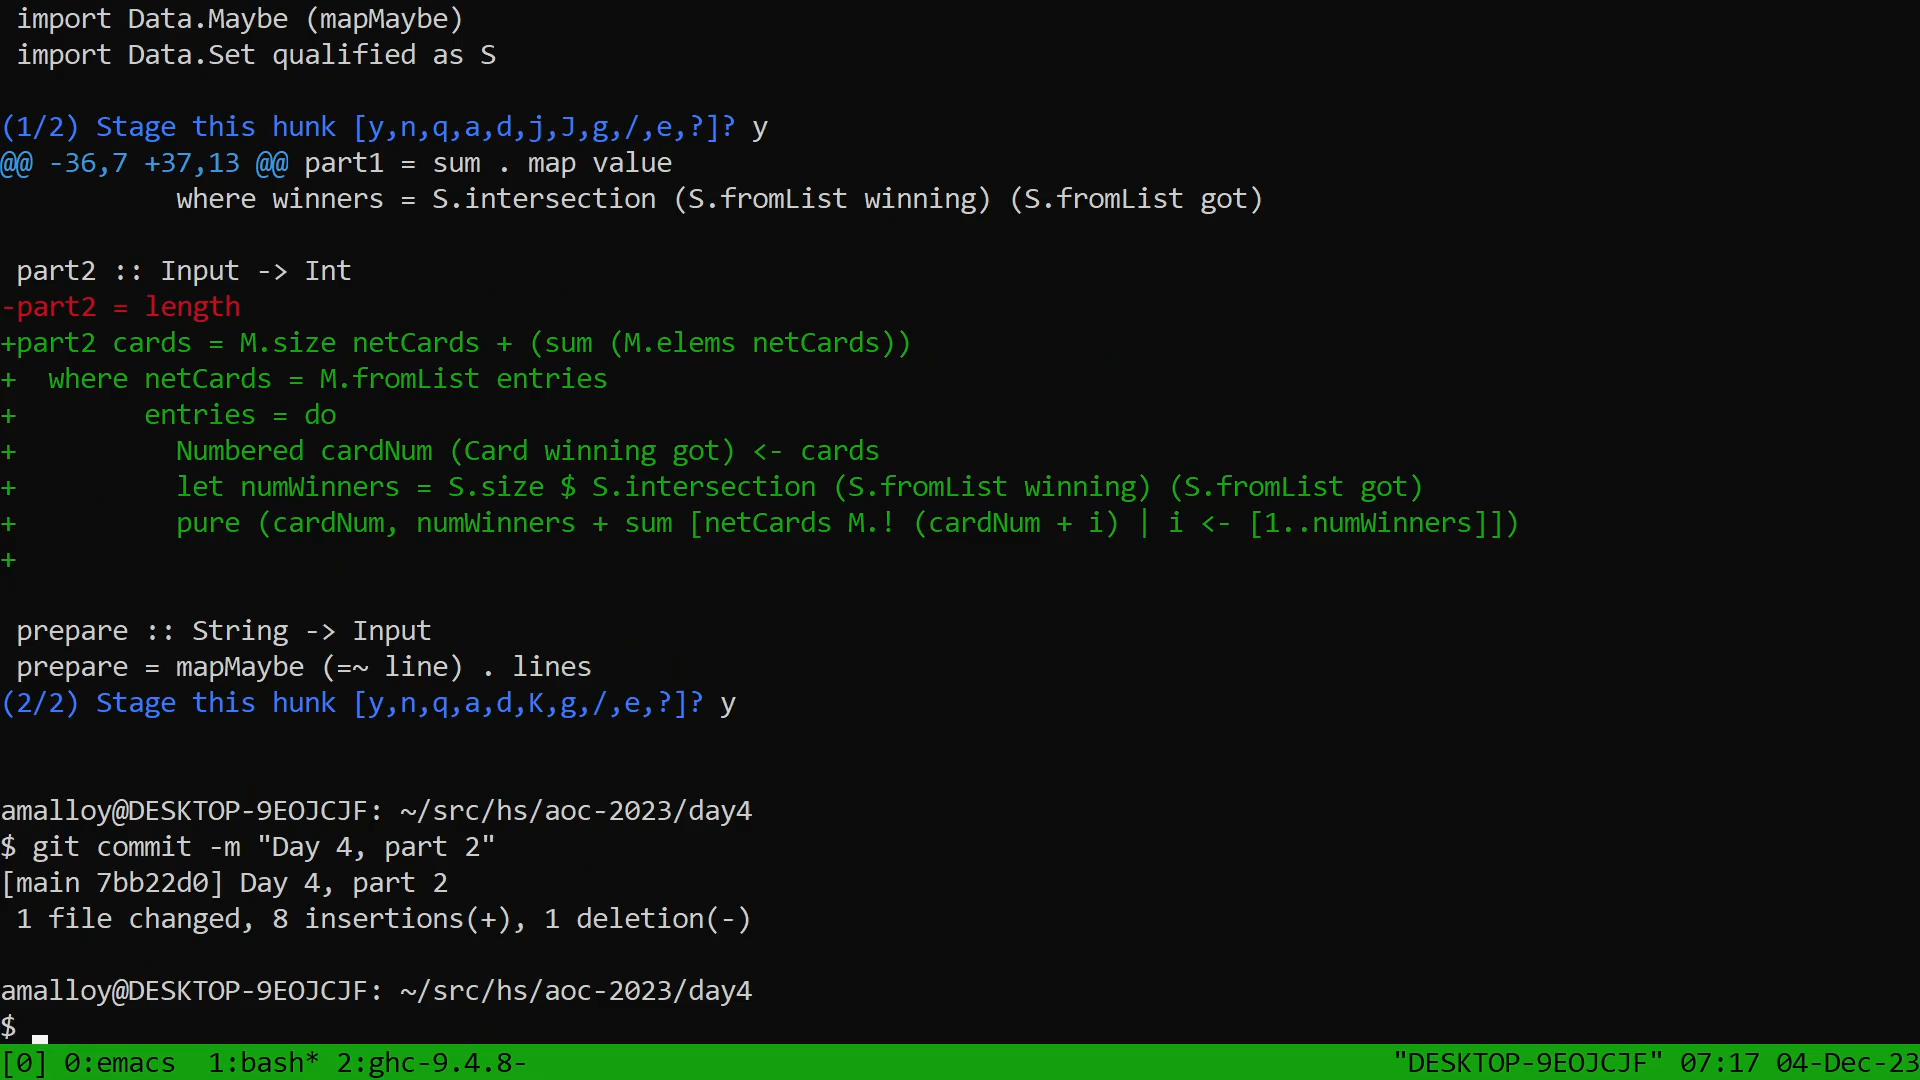 import Data.Maybe (mapMaybe)
import Data.Set qualified as S
(1/2) Stage this hunk [y,n,q,a,d,j,J,g,/,e,?]? y
@@ -36,7 +37,13 @@ part1 = sum . map value
           where winners = S.intersection (S.fromList winning) (S.fromList got)
 part2 :: Input -> Int
-part2 = length
+part2 cards = M.size netCards + (sum (M.elems netCards))
+  where netCards = M.fromList entries
+        entries = do
+          Numbered cardNum (Card winning got) <- cards
+          let numWinners = S.size $ S.intersection (S.fromList winning) (S.fromList got)
+          pure (cardNum, numWinners + sum [netCards M.! (cardNum + i) | i <- [1..numWinners]])
+
 prepare :: String -> Input
 prepare = mapMaybe (=~ line) . lines
(2/2) Stage this hunk [y,n,q,a,d,K,g,/,e,?]? y
amalloy@DESKTOP-9EOJCJF: ~/src/hs/aoc-2023/day4
$ git commit -m "Day 4, part 2"
[main 7bb22d0] Day 4, part 2
 1 file changed, 8 insertions(+), 1 deletion(-)
amalloy@DESKTOP-9EOJCJF: ~/src/hs/aoc-2023/day4
$
[0] 0:emacs  1:bash* 2:ghc-9.4.8- "DESKTOP-9EOJCJF" 07:17 04-Dec-23